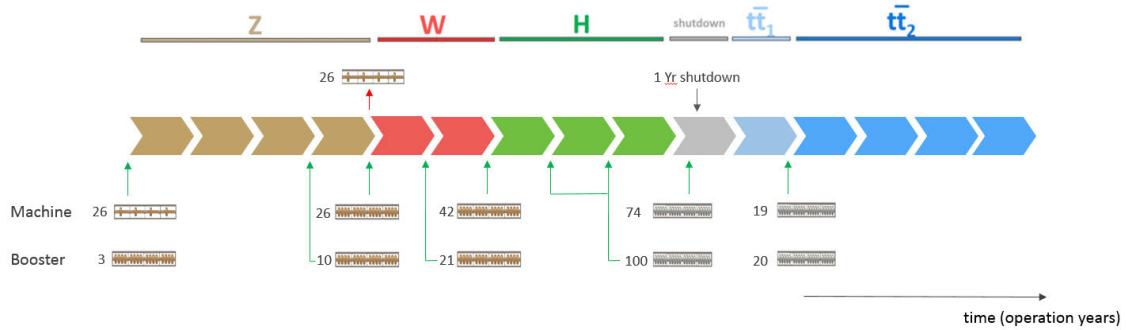 Z W H shutdown tt̄₁ tt̄₂
26 1 Yr shutdown
Machine 26 26 42 74 19
Booster 3 10 21 100 20
time (operation years)